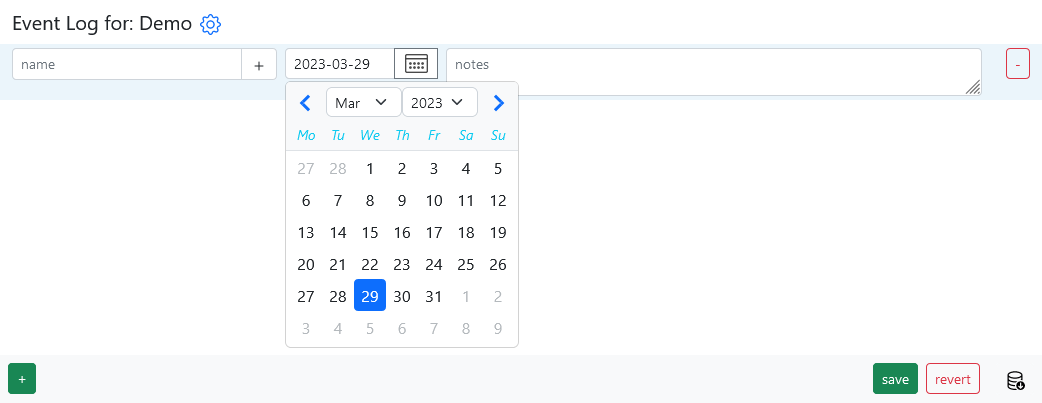 Event Log for: Demo
name + 2023-03-29 notes -
Mar 2023
Mo Tu We Th Fr Sa Su
27 28 1 2 3 4 5
6 7 8 9 10 11 12
13 14 15 16 17 18 19
20 21 22 23 24 25 26
27 28 29 30 31 1 2
3 4 5 6 7 8 9
+ save revert